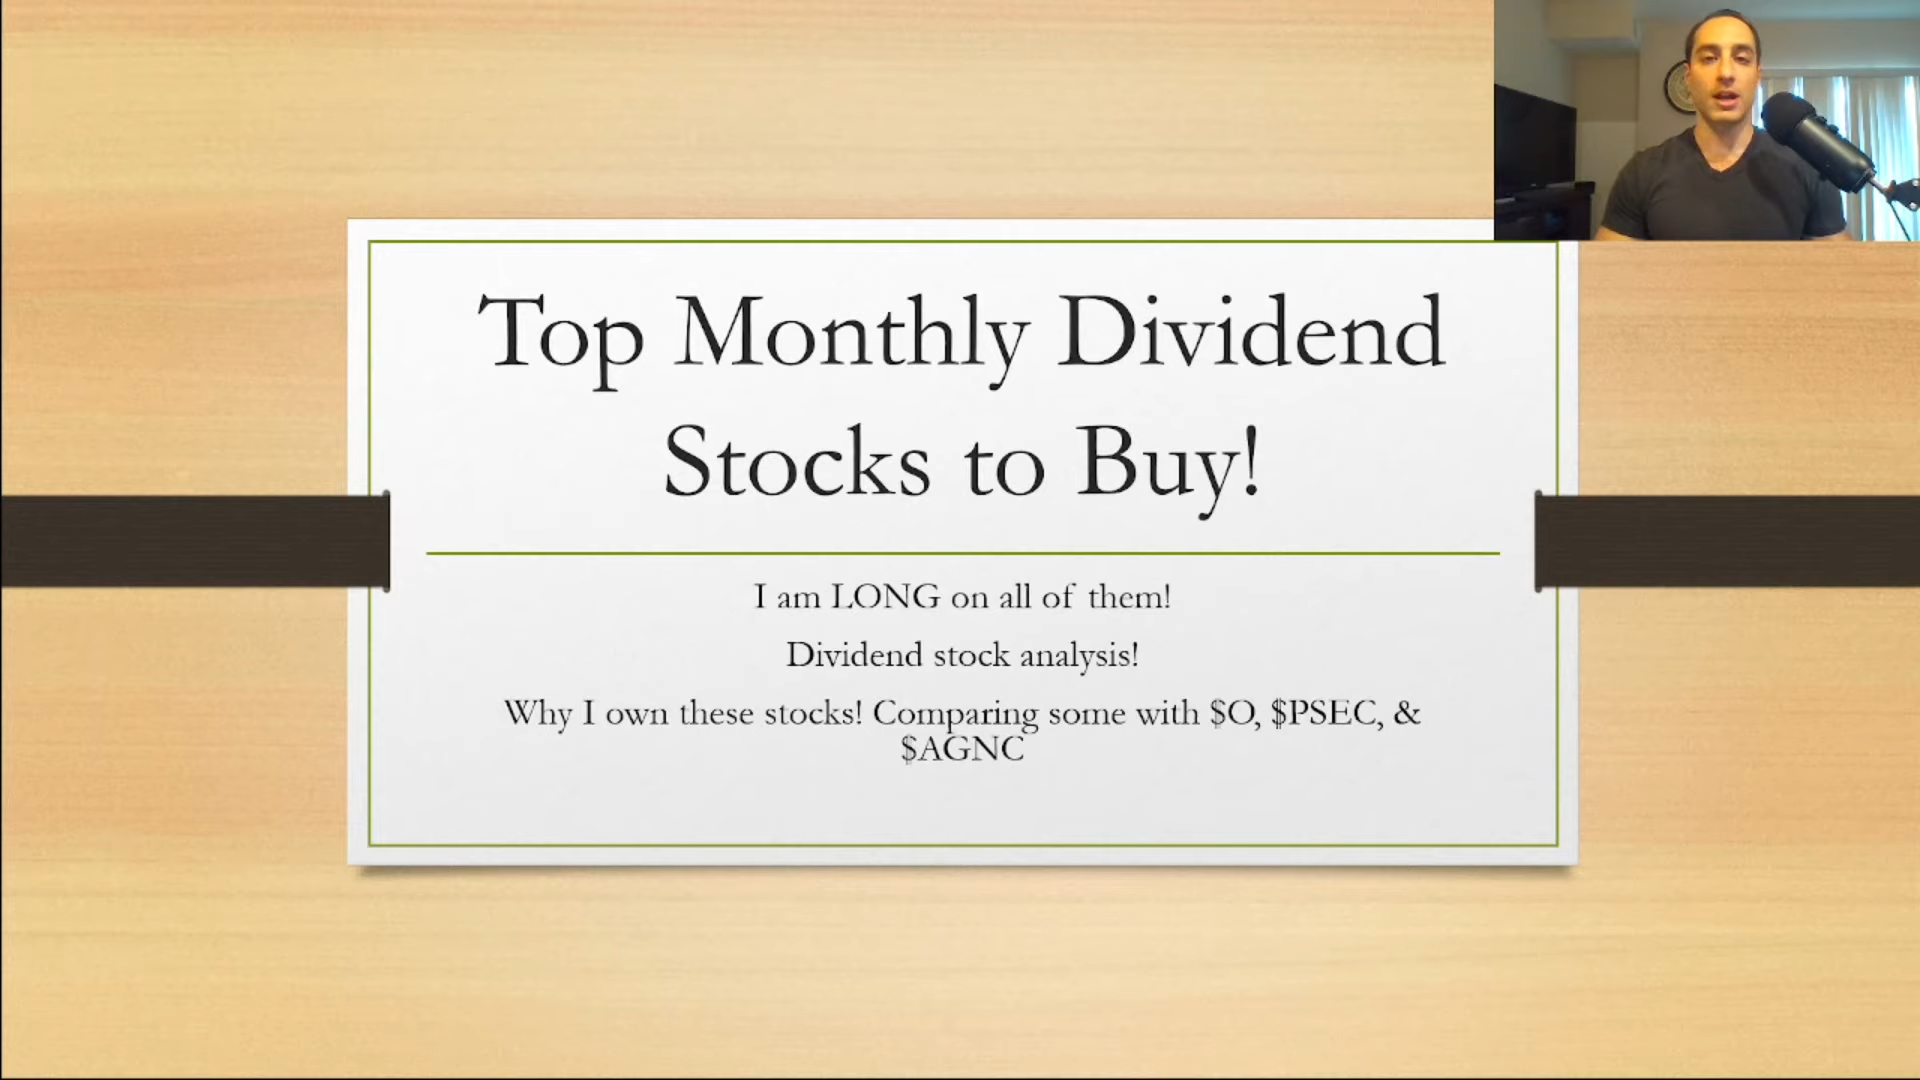 Top Monthly Dividend
Stocks to Buy!
I am LONG on all of them!
Dividend stock analysis!
Why I own these stocks! Comparing some with $O, $PSEC, &
$AGNC